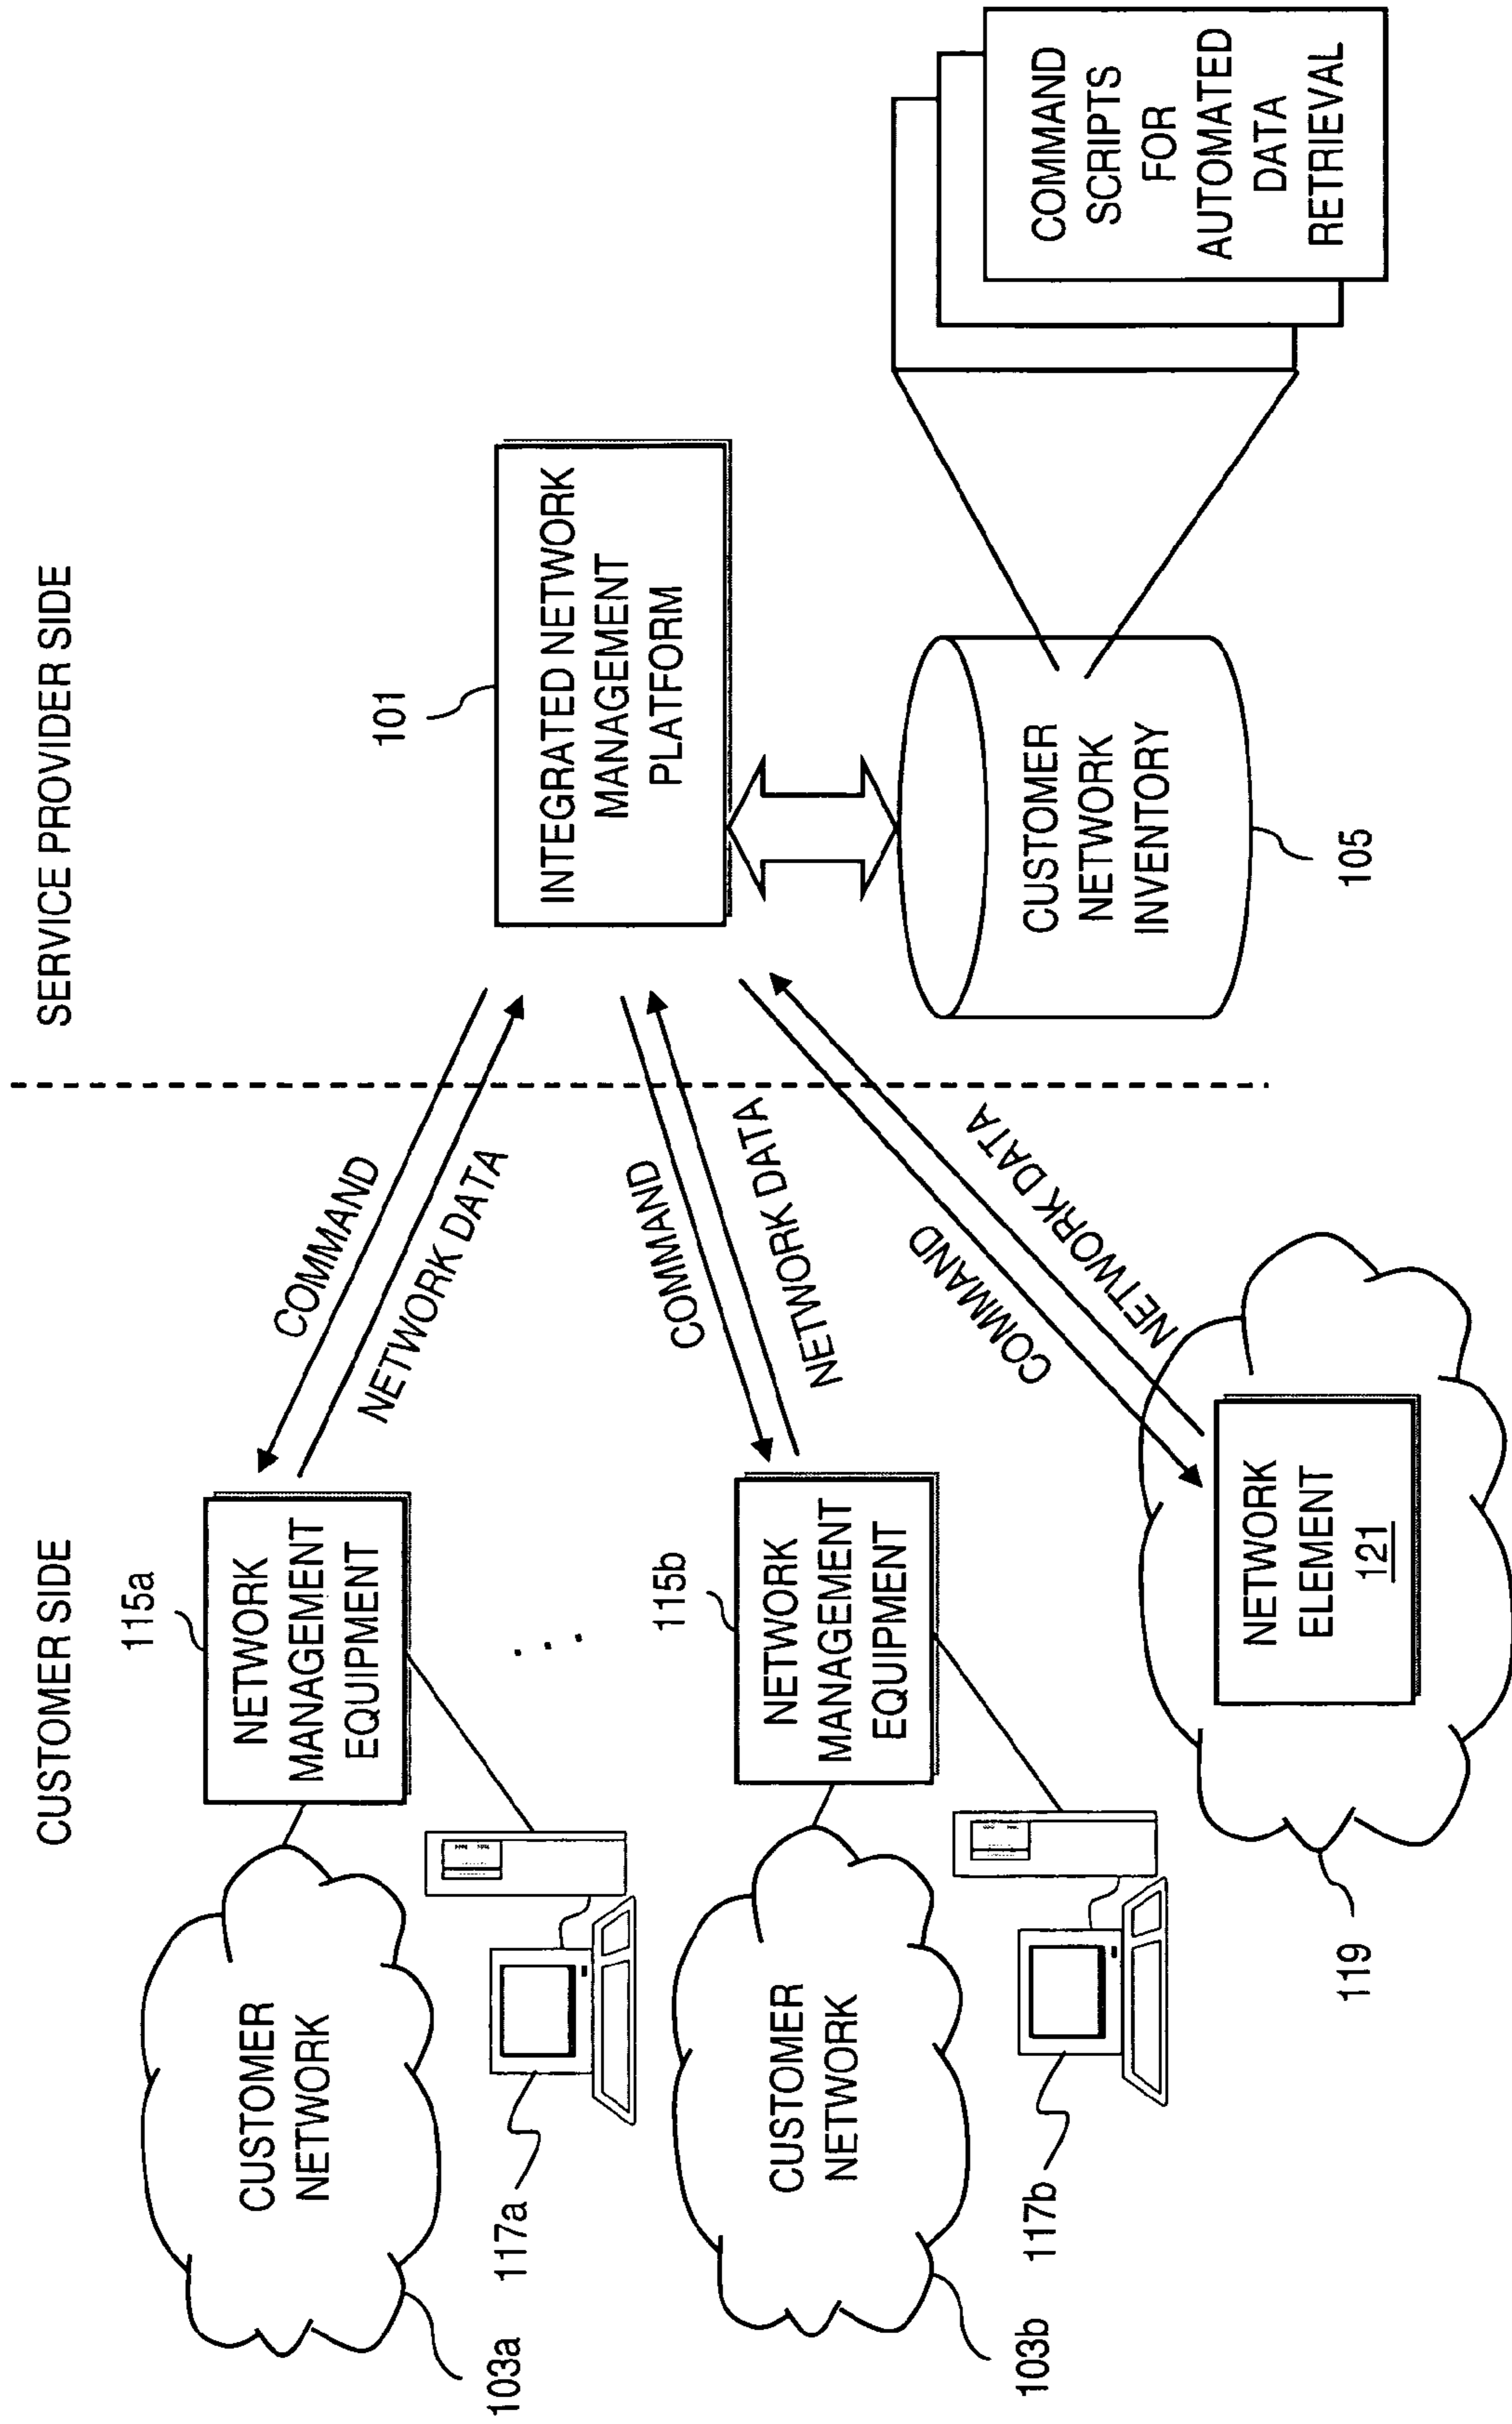 CUSTOMER SIDE
SERVICE PROVIDER SIDE
115a
NETWORK
MANAGEMENT
EQUIPMENT
CUSTOMER
NETWORK
103a
117a
COMMAND
NETWORK DATA
101
INTEGRATED NETWORK
MANAGEMENT
PLATFORM
. . .
115b
NETWORK
MANAGEMENT
EQUIPMENT
CUSTOMER
NETWORK
103b
117b
COMMAND
NETWORK DATA
COMMAND
NETWORK DATA
NETWORK
ELEMENT
121
119
CUSTOMER
NETWORK
INVENTORY
105
COMMAND
SCRIPTS
FOR
AUTOMATED
DATA
RETRIEVAL